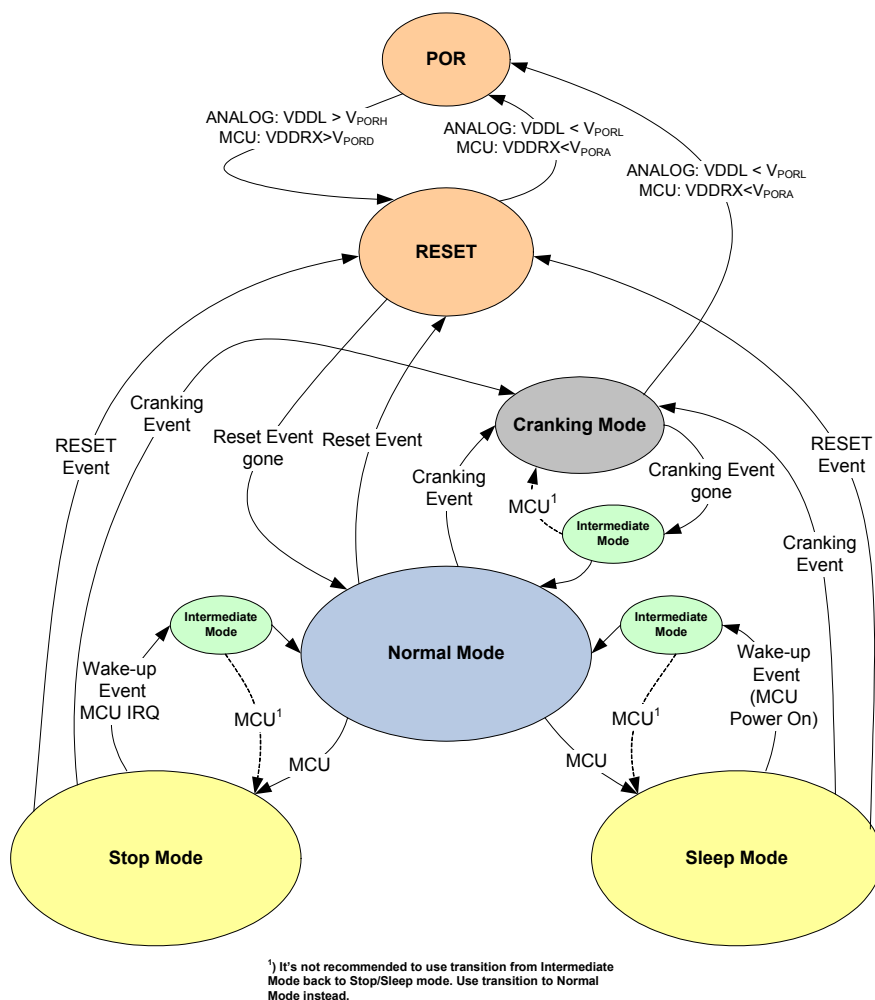 POR
ANALOG: VDDL > VPORH
MCU: VDDRX>VPORD
ANALOG: VDDL < VPORL
MCU: VDDRX<VPORA
ANALOG: VDDL < VPORL
MCU: VDDRX<VPORA
RESET
Cranking
Event
RESET
Event
Reset Event
gone
Reset Event
Cranking Mode
Cranking
Event
Cranking Event
gone
RESET
Event
MCU¹
Intermediate
Mode
Cranking
Event
Intermediate
Mode
Normal Mode
Intermediate
Mode
Wake-up
Event
MCU IRQ
Wake-up
Event
(MCU
Power On)
MCU¹
MCU
MCU
MCU¹
Stop Mode
Sleep Mode
¹) It's not recommended to use transition from Intermediate
Mode back to Stop/Sleep mode. Use transition to Normal
Mode instead.